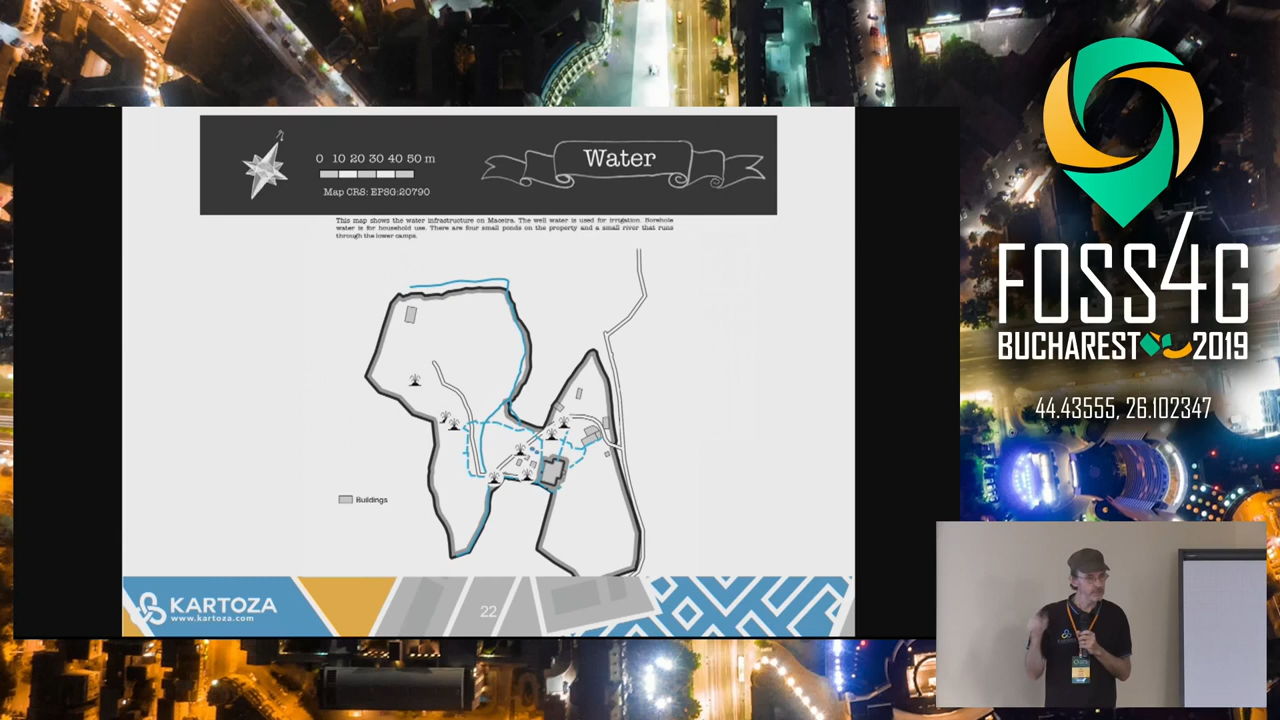 N
0 10 20 30 40 50 m
Map CRS: EPSG:20790
Water
This map shows the water infrastructure on Maceira. The well water is used for irrigation. Borehole
water is for household use. There are four small ponds on the property and a small river that runs
through the lower camps.
Buildings
KARTOZA
www.kartoza.com
22
FOSS4G
BUCHAREST 2019
44.43555, 26.102347